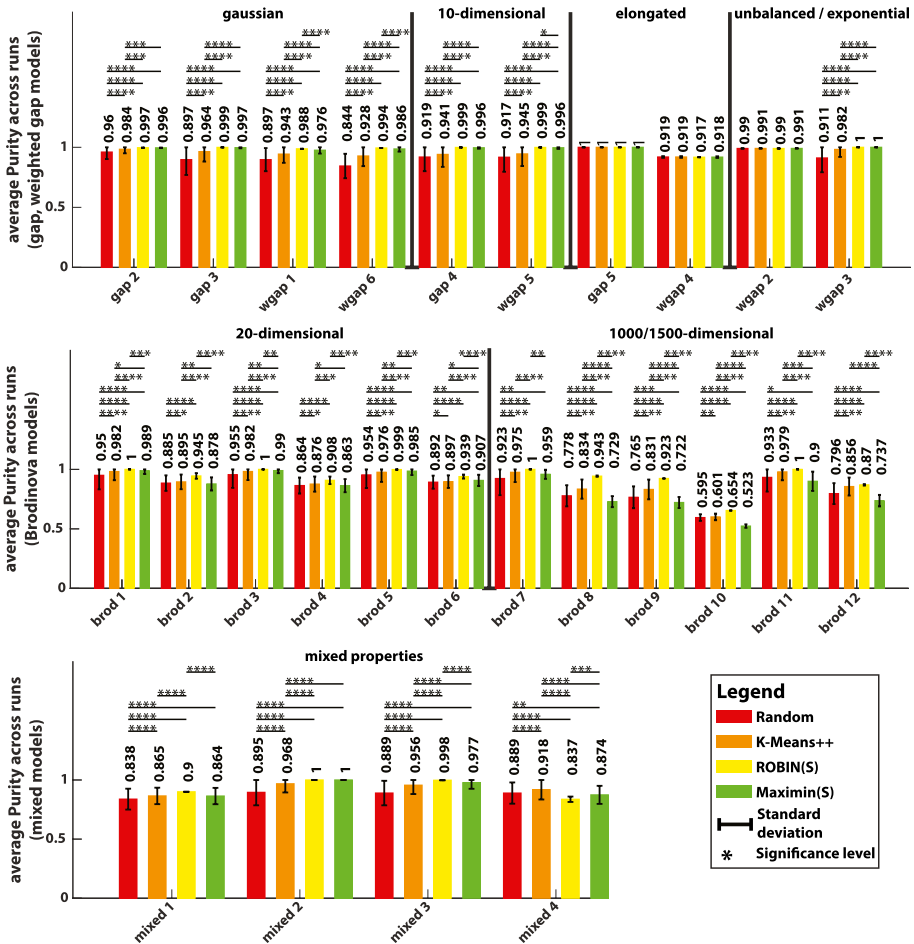 gaussian 10-dimensional elongated unbalanced / exponential
average Purity across runs
(gap, weighted gap models)
1
0.5
0
0.96 0.984 0.997 0.996
0.897 0.964 0.999 0.997
0.897 0.943 0.988 0.976
0.844 0.928 0.994 0.986
0.919 0.941 0.999 0.996
0.917 0.945 0.999 0.996
1 1 1 1
0.919 0.919 0.917 0.918
0.99 0.991 0.99 0.991
0.911 0.982 1 1
gap 2 gap 3 wgap 1 wgap 6 gap 4 wgap 5 gap 5 wgap 4 wgap 2 wgap 3
20-dimensional 1000/1500-dimensional
average Purity across runs
(Brodinova models)
1
0.5
0
0.95 0.982 1 0.989
0.885 0.895 0.945 0.878
0.955 0.982 1 0.99
0.864 0.876 0.908 0.863
0.954 0.976 0.999 0.985
0.892 0.897 0.939 0.907
0.923 0.975 1 0.959
0.778 0.834 0.943 0.729
0.765 0.831 0.923 0.722
0.595 0.601 0.654 0.523
0.933 0.979 1 0.9
0.796 0.856 0.87 0.737
brod 1 brod 2 brod 3 brod 4 brod 5 brod 6 brod 7 brod 8 brod 9 brod 10 brod 11 brod 12
mixed properties
average Purity across runs
(mixed models)
1
0.5
0
0.838 0.865 0.9 0.864
0.895 0.968 1 1
0.889 0.956 0.998 0.977
0.889 0.918 0.837 0.874
mixed 1 mixed 2 mixed 3 mixed 4
Legend
Random
K-Means++
ROBIN(S)
Maximin(S)
Standard
deviation
* Significance level